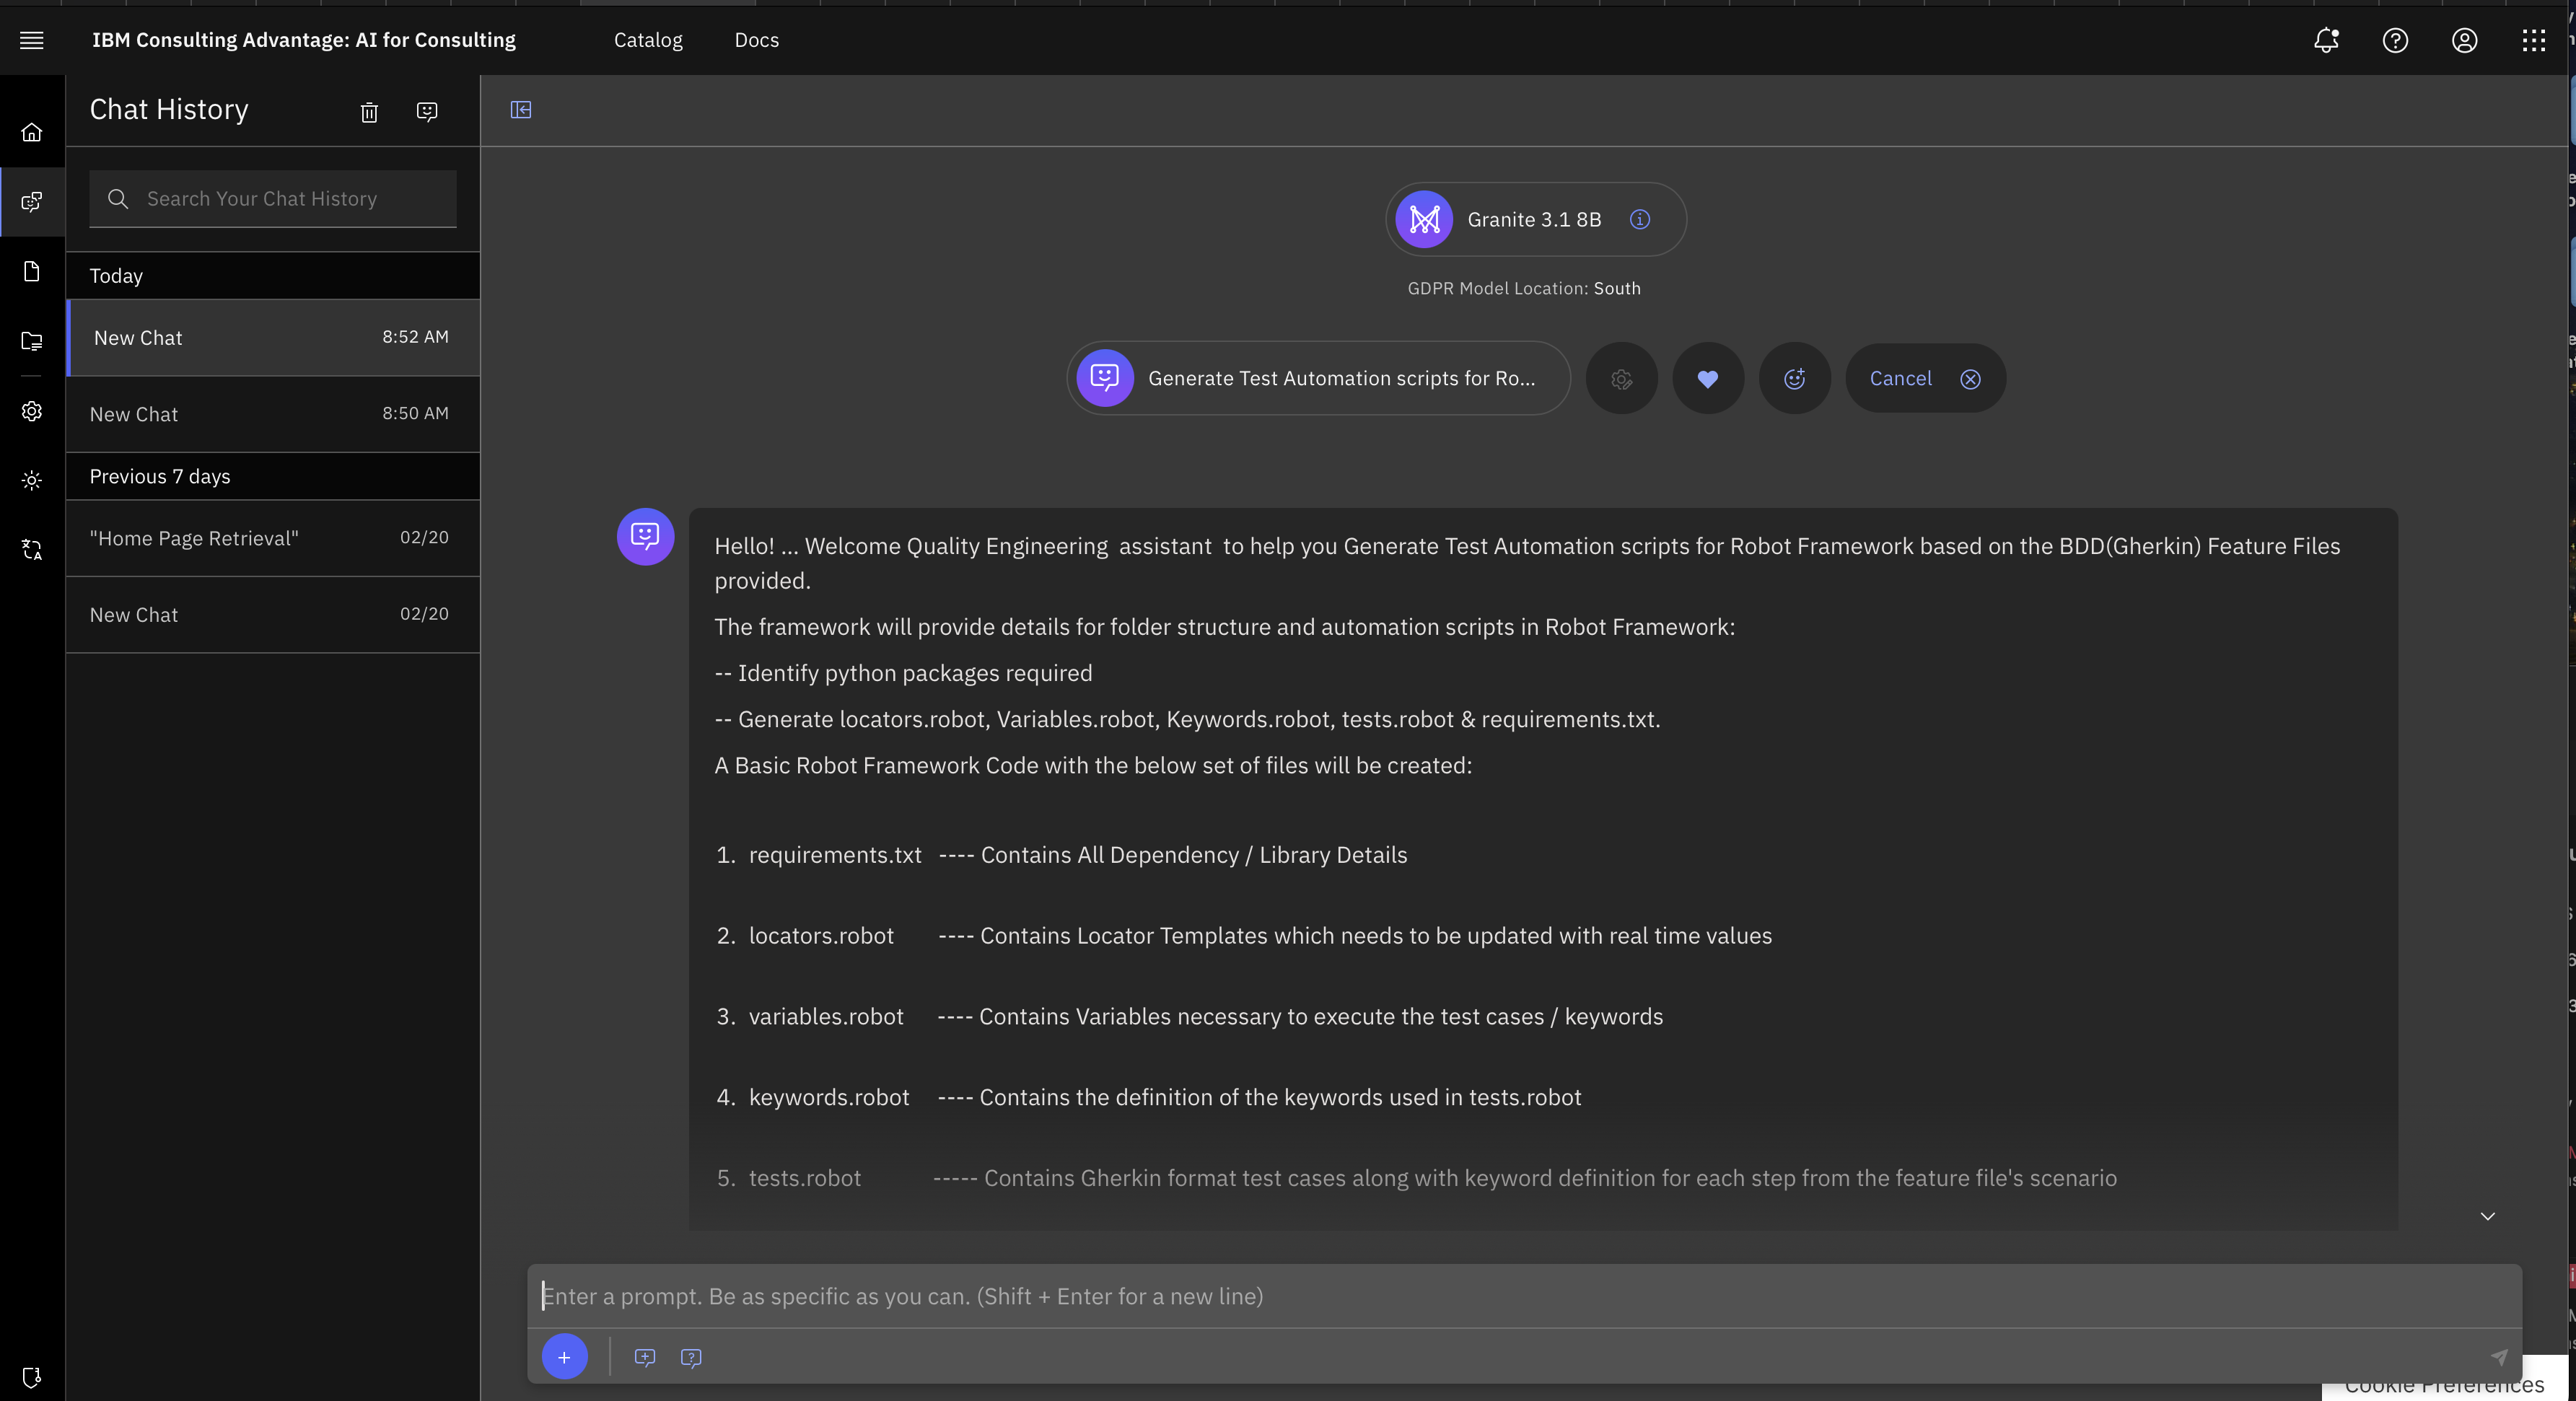 IBM Consulting Advantage: AI for Consulting
Catalog
Docs
Chat History
Search Your Chat History
Today
New Chat 8:52 AM
New Chat 8:50 AM
Previous 7 days
"Home Page Retrieval" 02/20
New Chat 02/20
Granite 3.1 8B
GDPR Model Location: South
Generate Test Automation scripts for Ro...
Cancel
Hello! ... Welcome Quality Engineering assistant to help you Generate Test Automation scripts for Robot Framework based on the BDD(Gherkin) Feature Files
provided.
The framework will provide details for folder structure and automation scripts in Robot Framework:
-- Identify python packages required
-- Generate locators.robot, Variables.robot, Keywords.robot, tests.robot & requirements.txt.
A Basic Robot Framework Code with the below set of files will be created:
1. requirements.txt ---- Contains All Dependency / Library Details
2. locators.robot ---- Contains Locator Templates which needs to be updated with real time values
3. variables.robot ---- Contains Variables necessary to execute the test cases / keywords
4. keywords.robot ---- Contains the definition of the keywords used in tests.robot
5. tests.robot ----- Contains Gherkin format test cases along with keyword definition for each step from the feature file's scenario
Enter a prompt. Be as specific as you can. (Shift + Enter for a new line)
Cookie Preferences